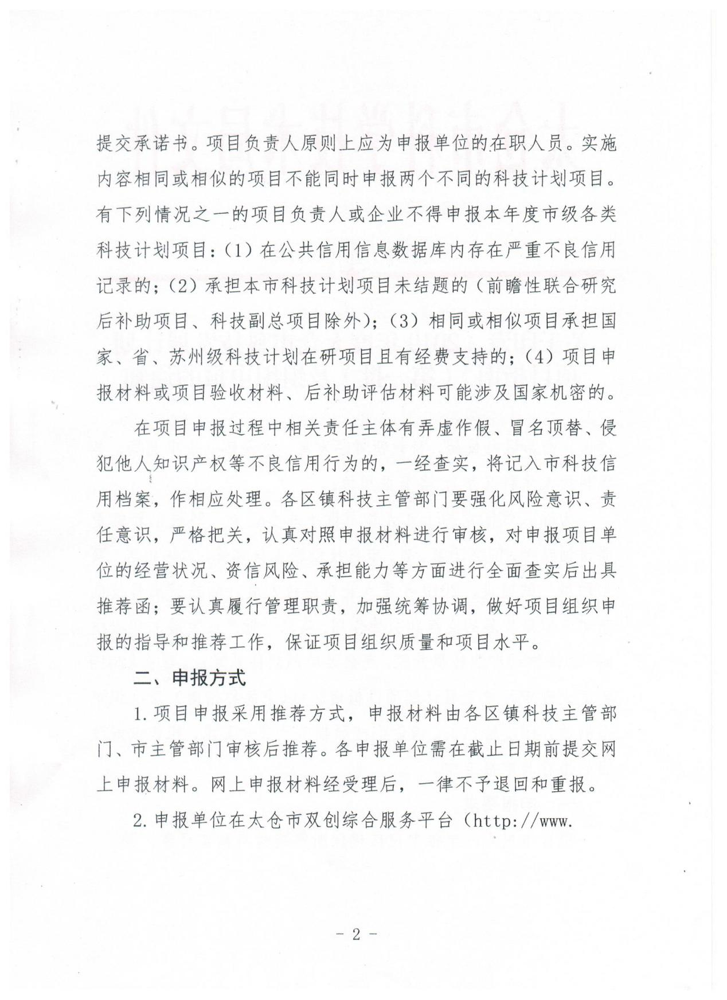 提交承诺书。项目负责人原则上应为申报单位的在职人员。实施
内容相同或相似的项目不能同时申报两个不同的科技计划项目。
有下列情况之一的项目负责人或企业不得申报本年度市级各类
科技计划项目：（1）在公共信用信息数据库内存在严重不良信用
记录的；（2）承担本市科技计划项目未结题的（前瞻性联合研究
后补助项目、科技副总项目除外）；（3）相同或相似项目承担国
家、省、苏州级科技计划在研项目且有经费支持的；（4）项目申
报材料或项目验收材料、后补助评估材料可能涉及国家机密的。
在项目申报过程中相关责任主体有弄虚作假、冒名顶替、侵
犯他人知识产权等不良信用行为的，一经查实，将记入市科技信
用档案，作相应处理。各区镇科技主管部门要强化风险意识、责
任意识，严格把关，认真对照申报材料进行审核，对申报项目单
位的经营状况、资信风险、承担能力等方面进行全面查实后出具
推荐函；要认真履行管理职责，加强统筹协调，做好项目组织申
报的指导和推荐工作，保证项目组织质量和项目水平。
二、申报方式
1. 项目申报采用推荐方式，申报材料由各区镇科技主管部
门、市主管部门审核后推荐。各申报单位需在截止日期前提交网
上申报材料。网上申报材料经受理后，一律不予退回和重报。
2. 申报单位在太仓市双创综合服务平台（http://www.
- 2 -